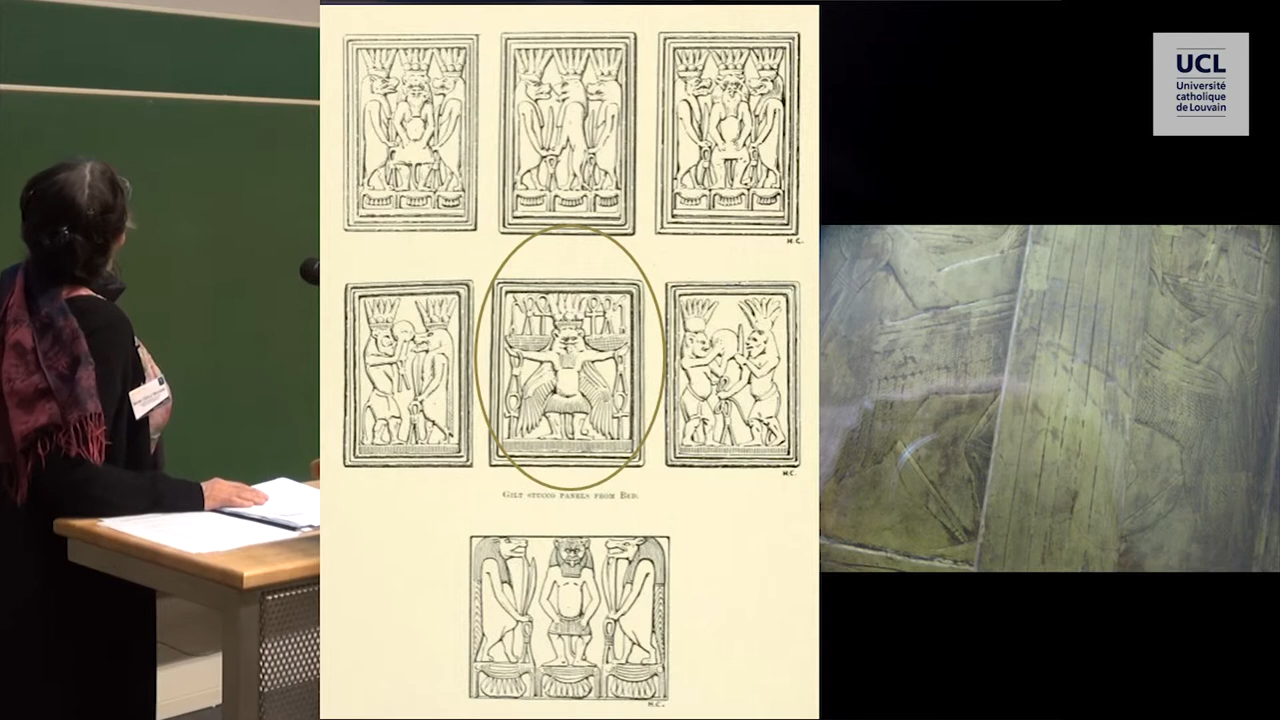 UCL
Université
catholique
de Louvain
H.C.
H.C.
Gilt stucco panels from Bed.
H.C.